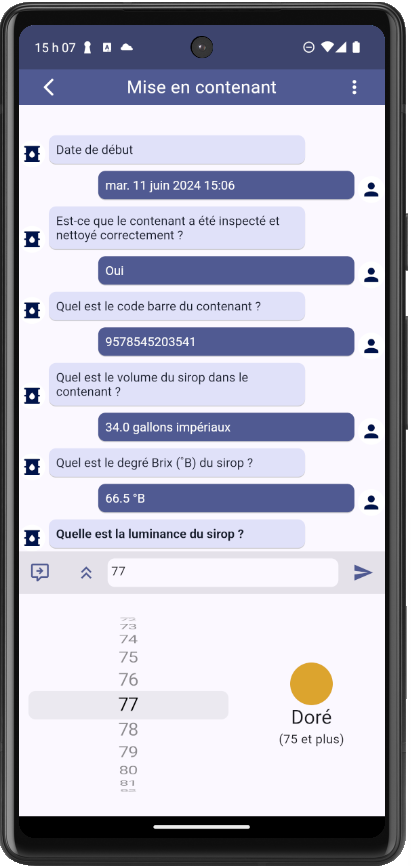 15 h 07
Mise en contenant
Date de début
mar. 11 juin 2024 15:06
Est-ce que le contenant a été inspecté et
nettoyé correctement ?
Oui
Quel est le code barre du contenant ?
9578545203541
Quel est le volume du sirop dans le
contenant ?
34.0 gallons impériaux
Quel est le degré Brix (˚B) du sirop ?
66.5 °B
Quelle est la luminance du sirop ?
77
73
74
75
76
77
78
79
80
81
Doré
(75 et plus)